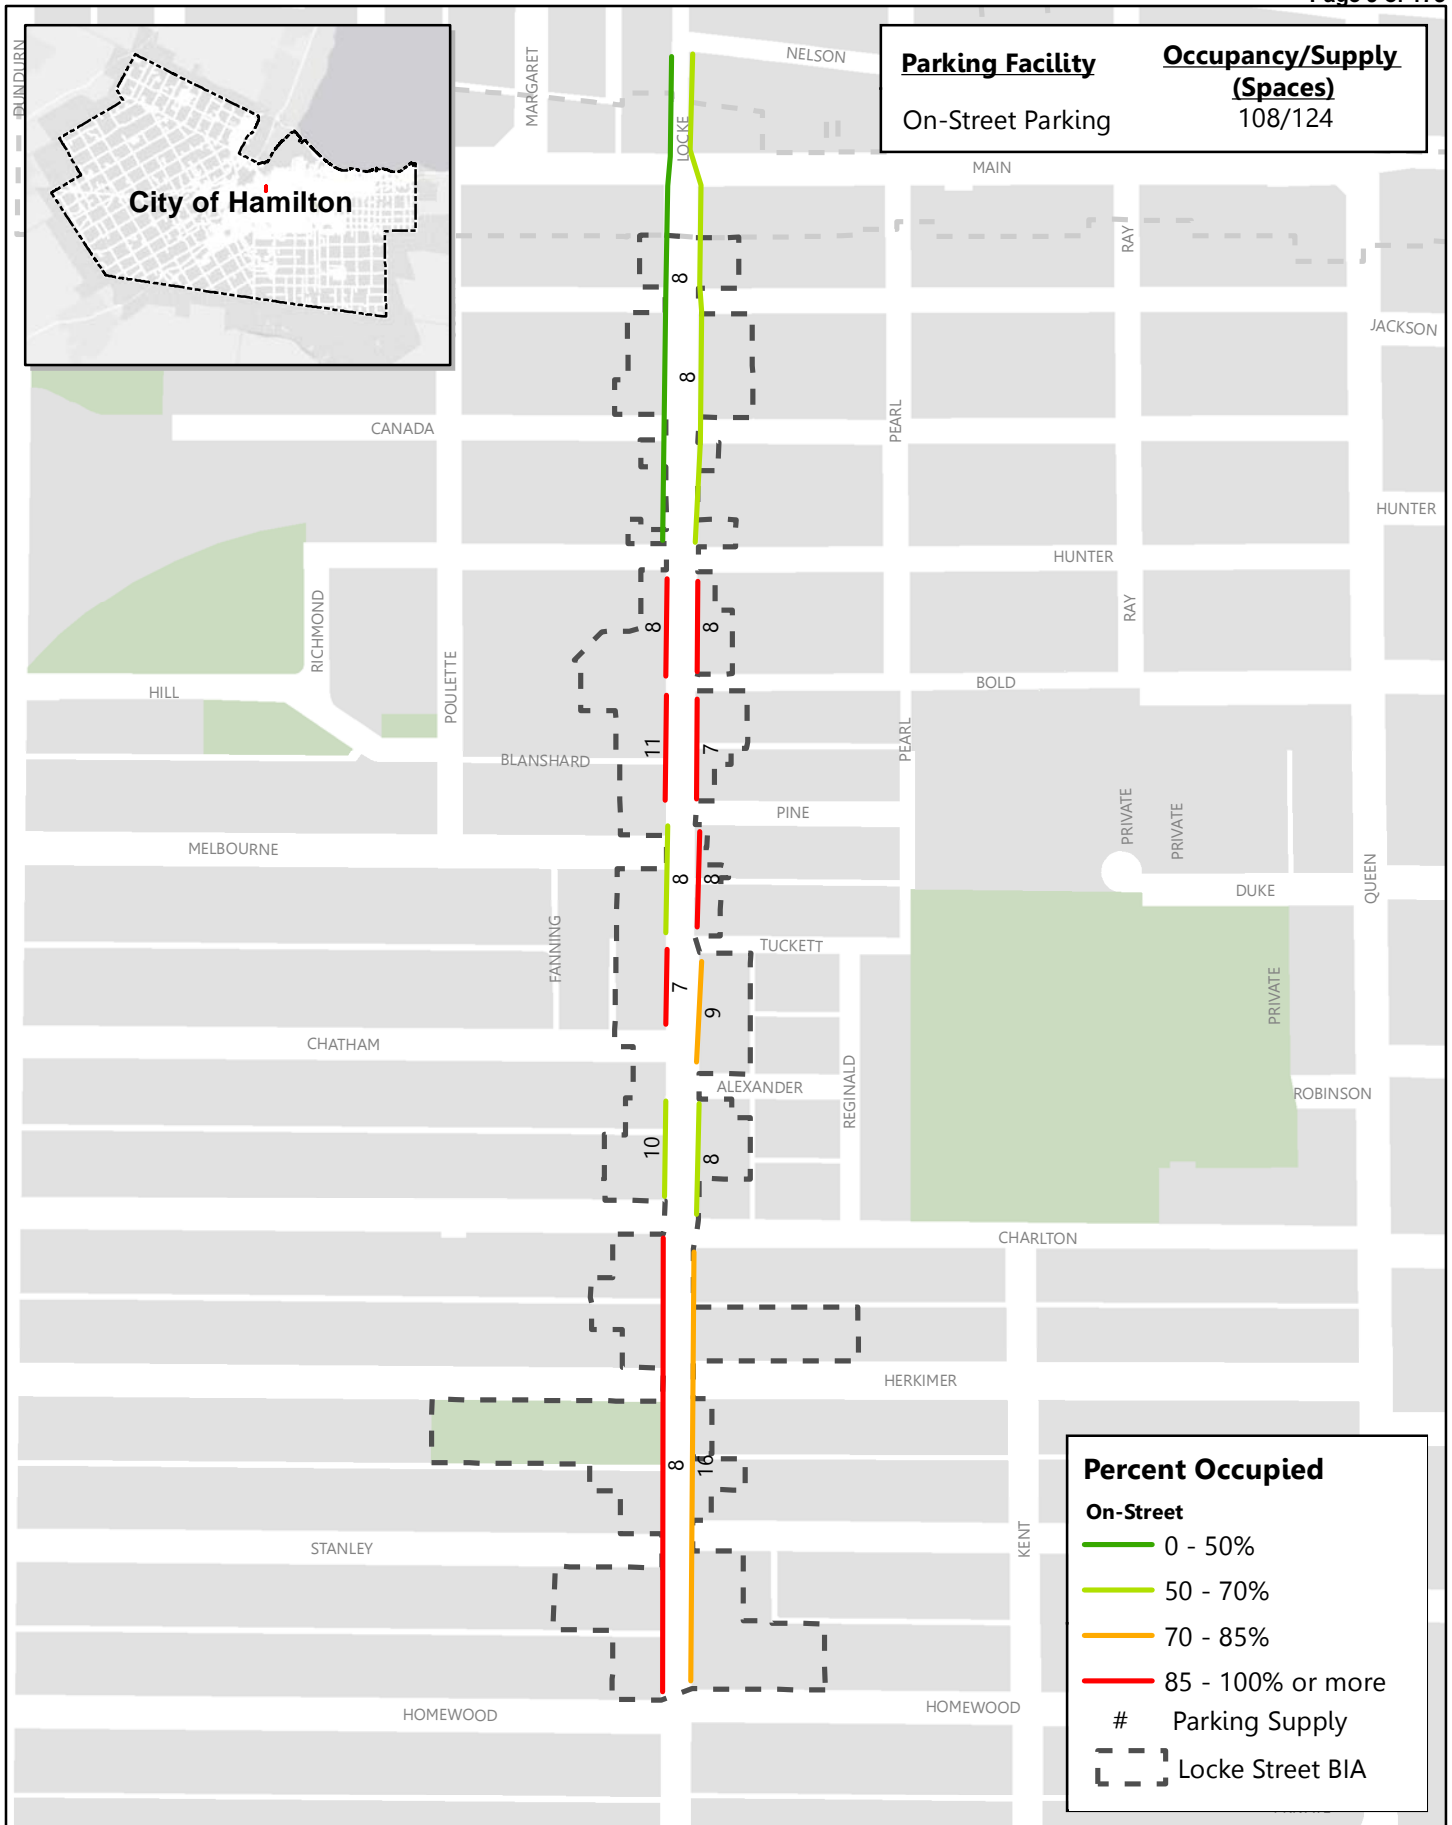 DUNDURN
MARGARET
NELSON
LOCKE
City of Hamilton
Parking Facility
Occupancy/Supply
(Spaces)
On-Street Parking
108/124
MAIN
RAY
8
JACKSON
8
CANADA
PEARL
HUNTER
HUNTER
RICHMOND
8
8
RAY
POULETTE
HILL
BOLD
11
7
PEARL
BLANSHARD
PINE
PRIVATE
PRIVATE
MELBOURNE
8
8
DUKE
QUEEN
FANNING
TUCKETT
7
9
PRIVATE
CHATHAM
ALEXANDER
REGINALD
ROBINSON
10
8
CHARLTON
HERKIMER
8
16
STANLEY
KENT
HOMEWOOD
HOMEWOOD
Percent Occupied
On-Street
0 - 50%
50 - 70%
70 - 85%
85 - 100% or more
# Parking Supply
Locke Street BIA